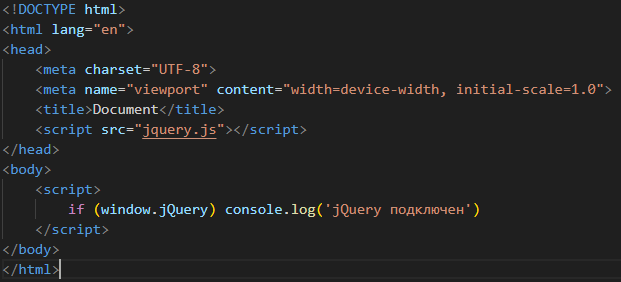 <!DOCTYPE html>
<html lang="en">
<head>
    <meta charset="UTF-8">
    <meta name="viewport" content="width=device-width, initial-scale=1.0">
    <title>Document</title>
    <script src="jquery.js"></script>
</head>
<body>
    <script>
        if (window.jQuery) console.log('jQuery подключен')
    </script>
</body>
</html>